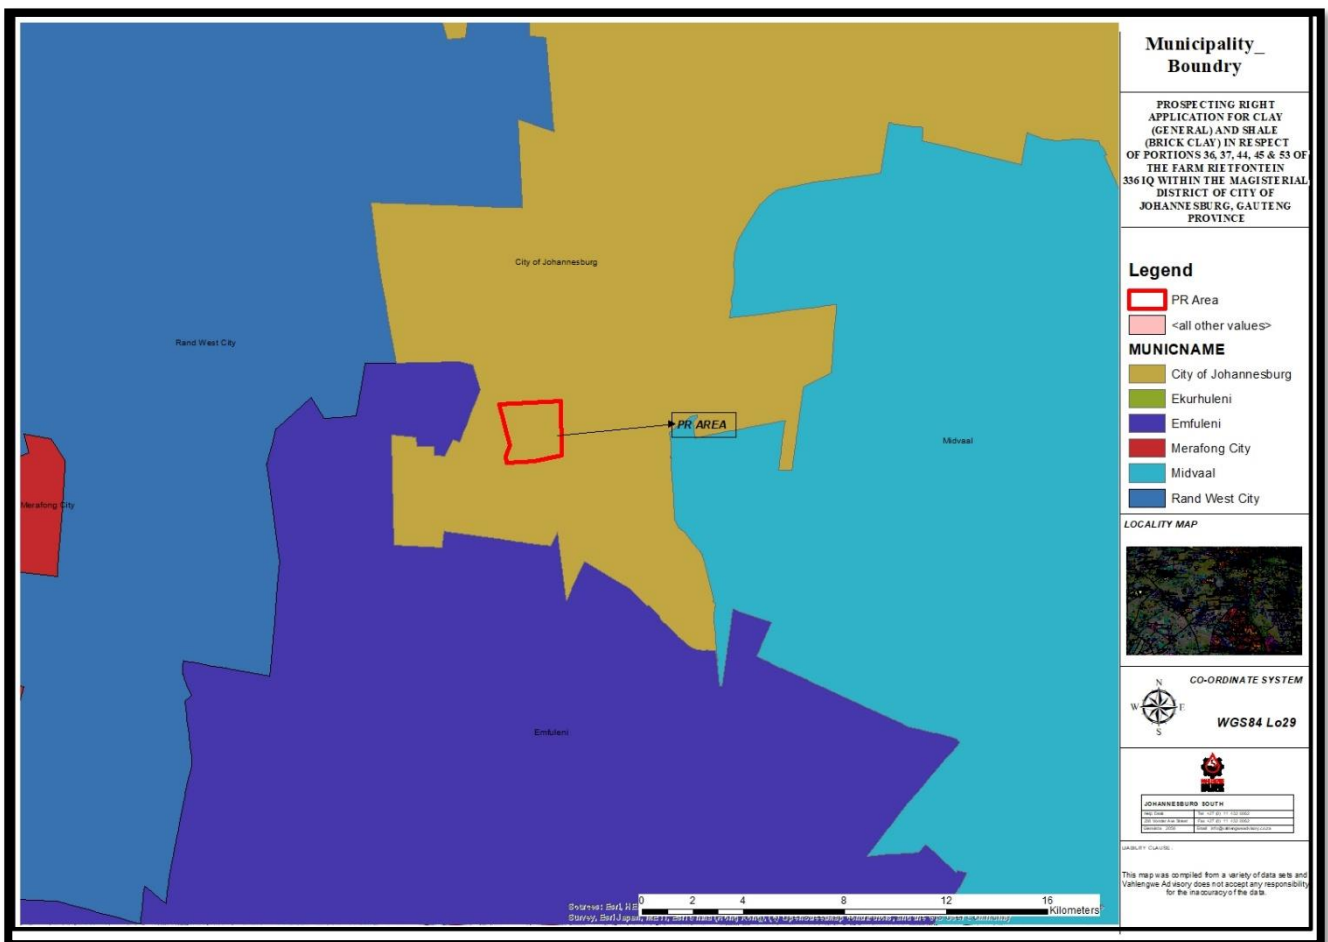 Municipality_
Boundry
PROSPECTING RIGHT
APPLICATION FOR CLAY
(GENERAL) AND SHALE
(BRICK CLAY) IN RESPECT
OF PORTIONS 36, 37, 44, 45 & 53 OF
THE FARM RIETFONTEIN
336 IQ WITHIN THE MAGISTERIAL
DISTRICT OF CITY OF
JOHANNESBURG, GAUTENG
PROVINCE
City of Johannesburg
Rand West City
PR AREA
Midvaal
Merafong City
Emfuleni
Legend
PR Area
<all other values>
MUNICNAME
City of Johannesburg
Ekurhuleni
Emfuleni
Merafong City
Midvaal
Rand West City
LOCALITY MAP
N
W E
S
CO-ORDINATE SYSTEM
WGS84 Lo29
JOHANNESBURG SOUTH
LIABILITY CLAUSE:
This map was compiled from a variety of data sets and
Vahlengwe Advisory does not accept any responsibility
for the inaccuracy of the data.
0 2 4 8 12 16
Kilometers
Sources: Esri,